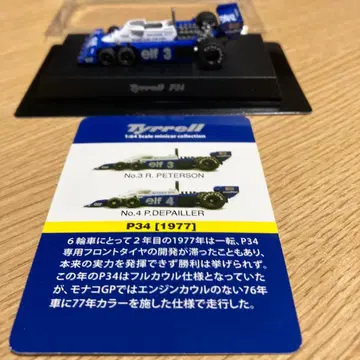 elf 3
Tyrrell P34
Tyrrell
1:64 Scale minicar collection
No.3 R. PETERSON
No.4 P.DEPAILLER
P34 [1977]
6輪車にとって2年目の1977年は一転、P34
専用フロントタイヤの開発が滞ったこともあり、
本来の実力を発揮できず勝利は挙げられず。
この年のP34はフルカウル仕様となっていた
が、モナコGPではエンジンカウルのない76年
車に77年カラーを施した仕様で走行した。